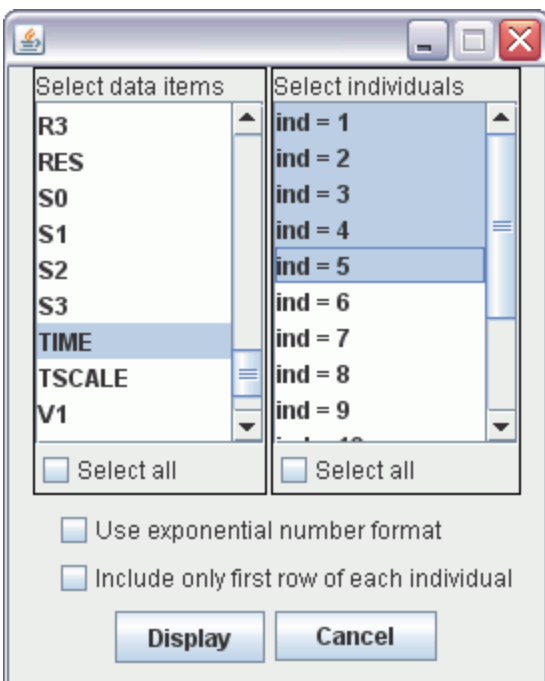 Select data items
R3
RES
S0
S1
S2
S3
TIME
TSCALE
V1
Select all
Select individuals
ind = 1
ind = 2
ind = 3
ind = 4
ind = 5
ind = 6
ind = 7
ind = 8
ind = 9
Select all
Use exponential number format
Include only first row of each individual
Display
Cancel